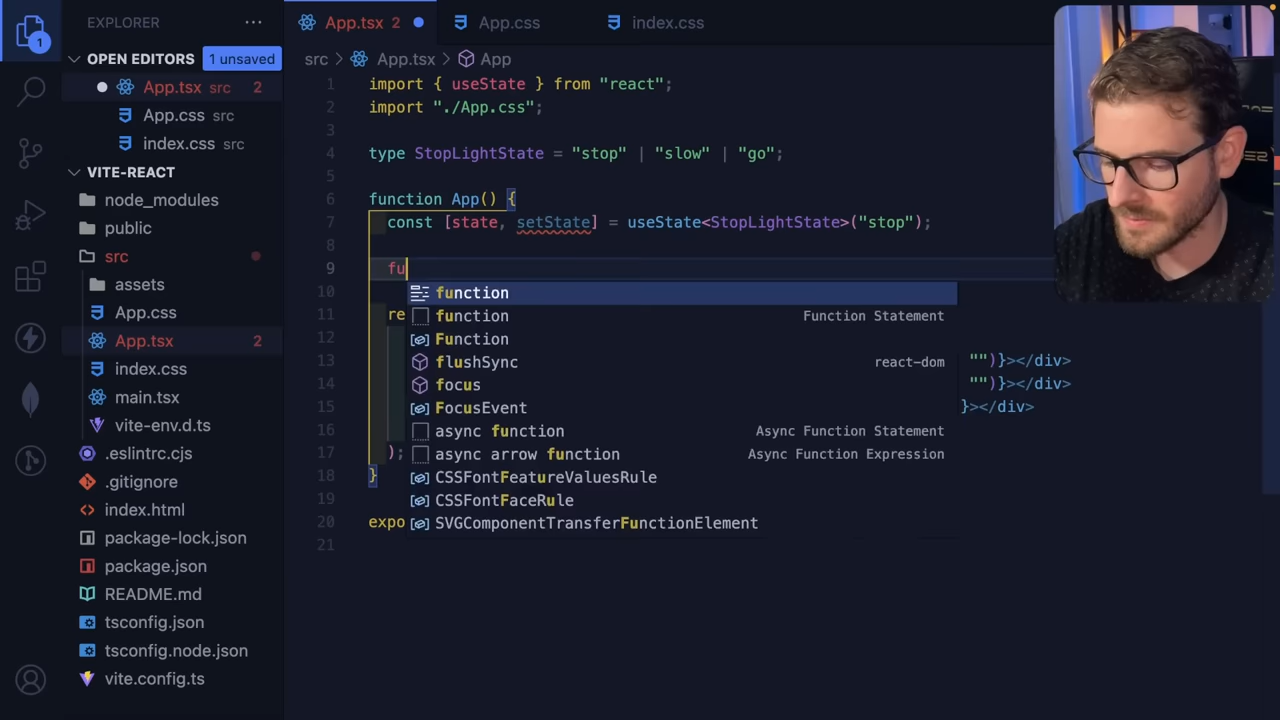 EXPLORER
OPEN EDITORS 1 unsaved
App.tsx src 2
App.css src
index.css src
VITE-REACT
node_modules
public
src
assets
App.css
App.tsx 2
index.css
main.tsx
vite-env.d.ts
.eslintrc.cjs
.gitignore
index.html
package-lock.json
package.json
README.md
tsconfig.json
tsconfig.node.json
vite.config.ts
1
App.tsx 2 App.css index.css
src > App.tsx > App
1 import { useState } from "react";
2 import "./App.css";
3
4 type StopLightState = "stop" | "slow" | "go";
5
6 function App() {
7 const [state, setState] = useState<StopLightState>("stop");
8
9 fu
10 function
11 re function Function Statement
12 Function
flushSync react-dom
13 "")}></div>
14 focus "")}></div>
15 FocusEvent }></div>
16 async function Async Function Statement
17 ); async arrow function Async Function Expression
18 } CSSFontFeatureValuesRule
19 CSSFontFaceRule
20 expo SVGComponentTransferFunctionElement
21